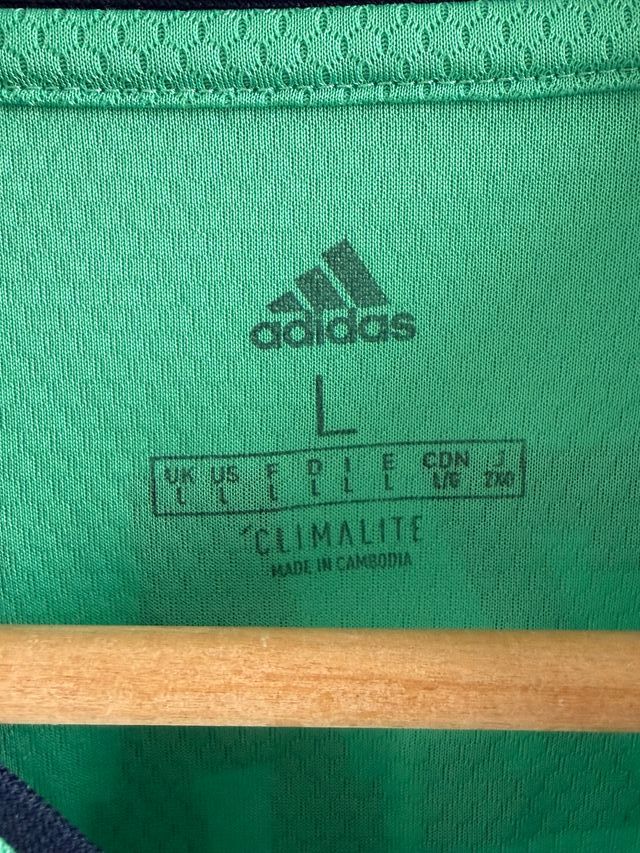 adidas
L
UK US F D I E CDN J
L L L L L L L/G 2XO
CLIMALITE
MADE IN CAMBODIA